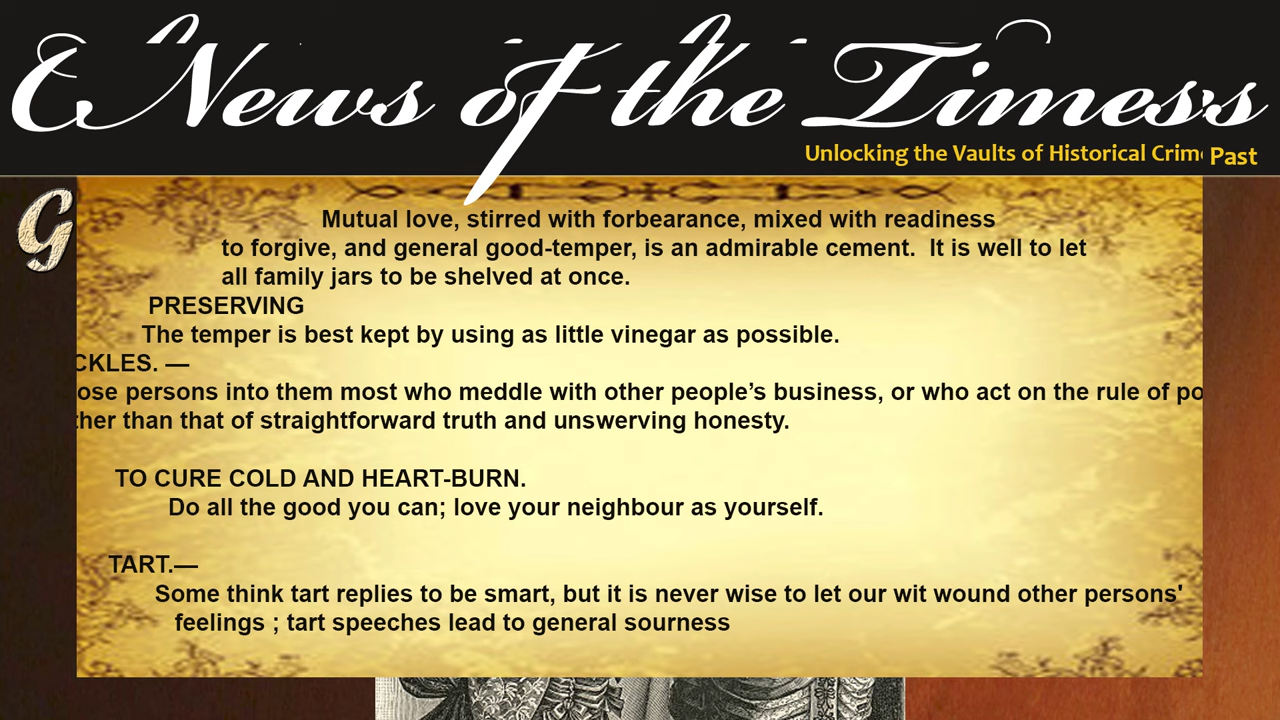 News of the Times
Unlocking the Vaults of Historical Crim Past
G
Mutual love, stirred with forbearance, mixed with readiness
to forgive, and general good-temper, is an admirable cement. It is well to let
all family jars to be shelved at once.
PRESERVING
The temper is best kept by using as little vinegar as possible.
CKLES. —
ose persons into them most who meddle with other people’s business, or who act on the rule of po
ther than that of straightforward truth and unswerving honesty.
TO CURE COLD AND HEART-BURN.
Do all the good you can; love your neighbour as yourself.
TART.—
Some think tart replies to be smart, but it is never wise to let our wit wound other persons'
feelings ; tart speeches lead to general sourness